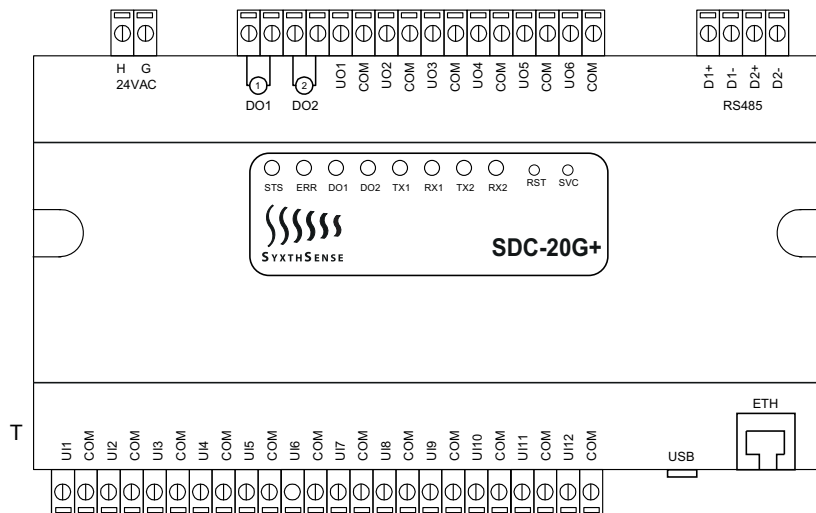 H G
24VAC
1
DO1
2
DO2
UO1 COM UO2 COM UO3 COM UO4 COM UO5 COM UO6 COM
D1+ D1- D2+ D2-
RS485
STS ERR DO1 DO2 TX1 RX1 TX2 RX2 RST SVC
SYXTHSENSE
SDC-20G+
T
UI1 COM UI2 COM UI3 COM UI4 COM UI5 COM UI6 COM UI7 COM UI8 COM UI9 COM UI10 COM UI11 COM UI12 COM
USB
ETH